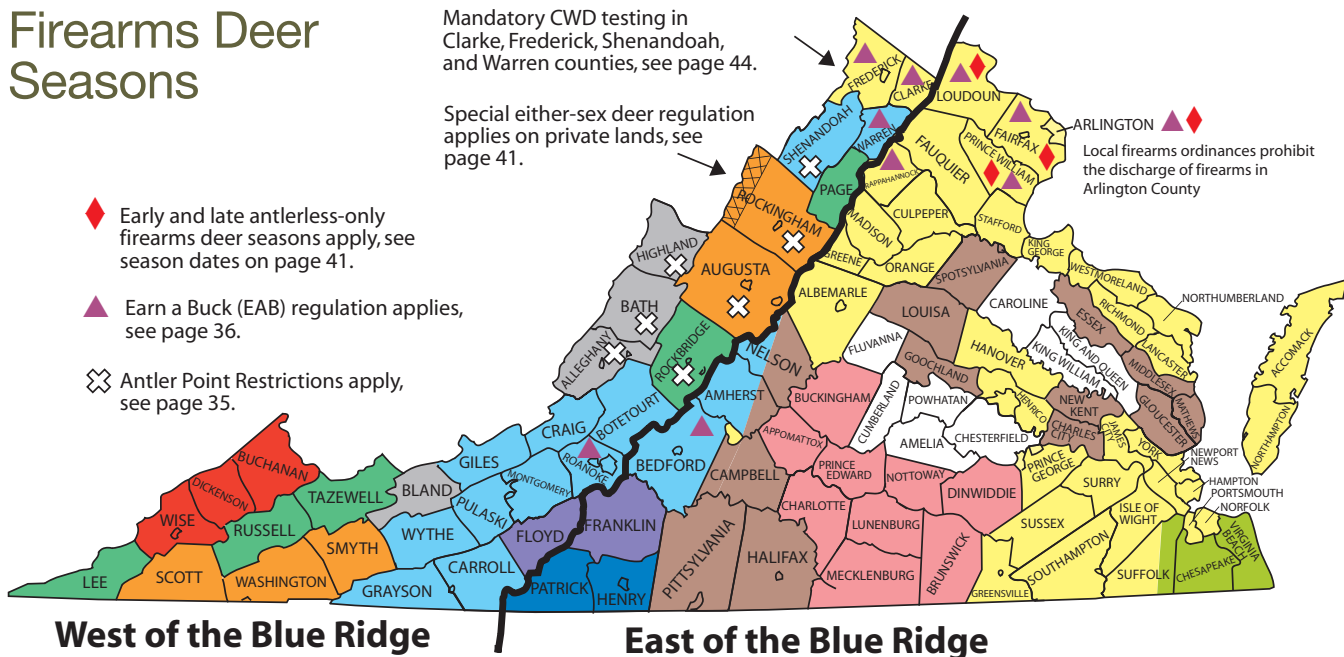 Firearms Deer
Seasons
Mandatory CWD testing in
Clarke, Frederick, Shenandoah,
and Warren counties, see page 44.
Special either-sex deer regulation
applies on private lands, see
page 41.
Early and late antlerless-only
firearms deer seasons apply, see
season dates on page 41.
Earn a Buck (EAB) regulation applies,
see page 36.
Antler Point Restrictions apply,
see page 35.
ARLINGTON
Local firearms ordinances prohibit
the discharge of firearms in
Arlington County
FREDERICK
CLARKE
LOUDOUN
SHENANDOAH
WARREN
FAUQUIER
FAIRFAX
PRINCE WILLIAM
PAGE
RAPPAHANNOCK
ROCKINGHAM
MADISON
CULPEPER
STAFFORD
HIGHLAND
AUGUSTA
GREENE
ORANGE
KING
GEORGE
SPOTSYLVANIA
WESTMORELAND
BATH
ALBEMARLE
LOUISA
CAROLINE
NORTHUMBERLAND
RICHMOND
ESSEX
LANCASTER
ACCOMACK
ALLEGHANY
ROCKBRIDGE
NELSON
FLUVANNA
GOOCHLAND
HANOVER
KING AND QUEEN
KING WILLIAM
MIDDLESEX
MATHEWS
GLOUCESTER
NORTHAMPTON
AMHERST
BUCKINGHAM
CUMBERLAND
POWHATAN
HENRICO
NEW
KENT
CHARLES
CITY
JAMES
CITY
YORK
CRAIG
BOTETOURT
APPOMATTOX
AMELIA
CHESTERFIELD
PRINCE
GEORGE
NEWPORT
NEWS
HAMPTON
PORTSMOUTH
NORFOLK
GILES
ROANOKE
BEDFORD
CAMPBELL
PRINCE
EDWARD
NOTTOWAY
DINWIDDIE
SURRY
ISLE OF
WIGHT
BUCHANAN
DICKENSON
TAZEWELL
BLAND
MONTGOMERY
PULASKI
CHARLOTTE
LUNENBURG
SUSSEX
VIRGINIA
BEACH
WISE
RUSSELL
SMYTH
WYTHE
FLOYD
FRANKLIN
PITTSYLVANIA
HALIFAX
MECKLENBURG
BRUNSWICK
GREENSVILLE
SOUTHAMPTON
SUFFOLK
CHESAPEAKE
LEE
SCOTT
WASHINGTON
GRAYSON
CARROLL
PATRICK
HENRY
West of the Blue Ridge
East of the Blue Ridge